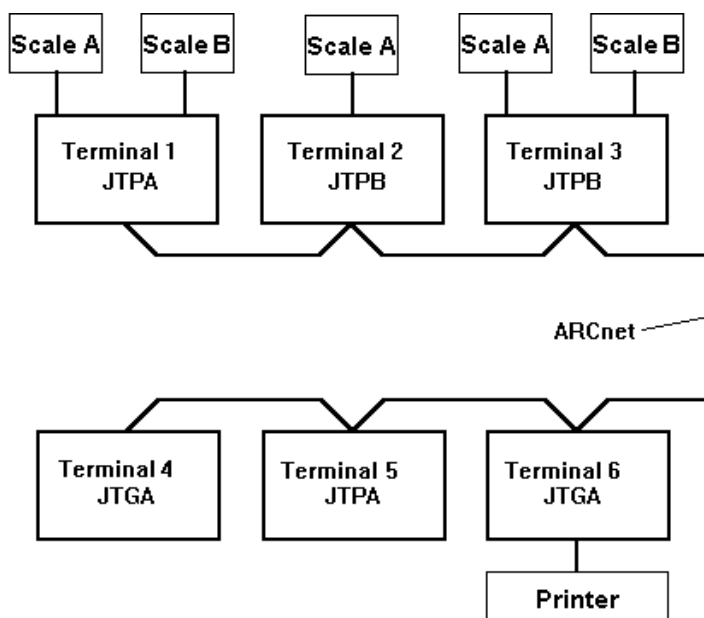 Scale A
Scale B
Scale A
Scale A
Scale B
Terminal 1
JTPA
Terminal 2
JTPB
Terminal 3
JTPB
ARCnet
Terminal 4
JTGA
Terminal 5
JTPA
Terminal 6
JTGA
Printer